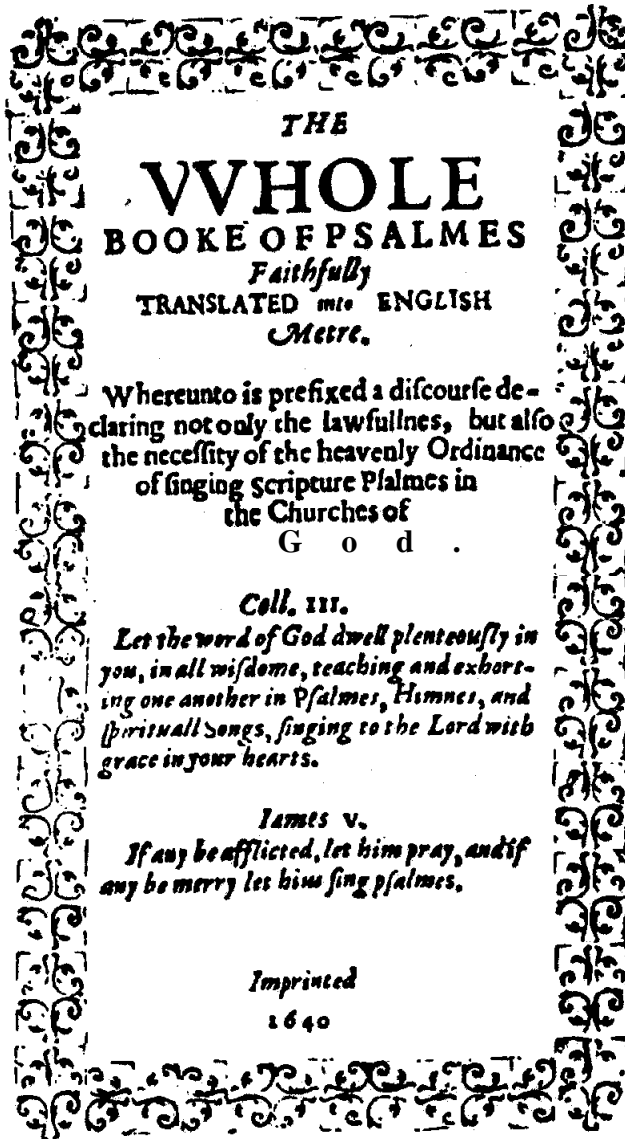 THE
VVHOLE
BOOKE OF PSALMES
Faithfully
TRANSLATED into ENGLISH
Metre.
Whereunto is prefixed a diſcourſe de-
claring not only the lawfullnes, but alſo
the neceſſity of the heavenly Ordinance
of ſinging Scripture Pſalmes in
the Churches of
God.
Coll. III.
Let the word of God dwell plenteouſly in
you, in all wiſdome, teaching and exhort-
ing one another in Pſalmes, Himnes, and
ſpirituall Songs, ſinging to the Lord with
grace in your hearts.
Iames V.
If any be afflicted, let him pray, and if
any be merry let him ſing pſalmes.
Imprinted
1640